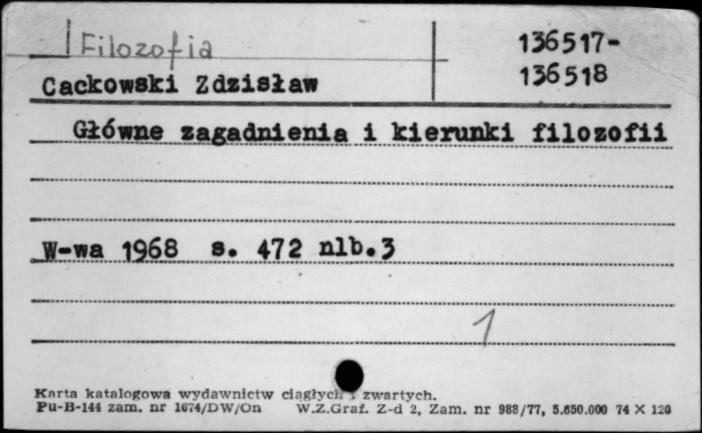 Filozofia
136517-
136518
Cackowski Zdzisław
Główne zagadnienia i kierunki filozofii
W-wa 1968 s. 472 nlb.3
1
Karta katalogowa wydawnictw ciągłych i zwartych.
Pu-B-144 zam. nr 1674/DW/On W.Z.Graf. Z-d 2, Zam. nr 988/77, 5.650.000 74 X 120